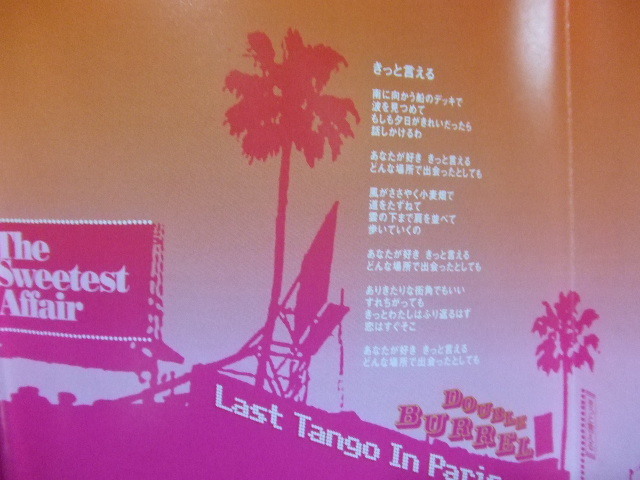 きっと言える
南に向かう船のデッキで
波を見つめて
もしも夕日がきれいだったら
話しかけるわ
あなたが好き きっと言える
どんな場所で出会ったとしても
風がささやく小麦畑で
道をたずねて
雲の下まで肩を並べて
歩いていくの
あなたが好き きっと言える
どんな場所で出会ったとしても
ありきたりな街角でもいい
すれちがっても
きっとわたしはふり返るはず
恋はすぐそこ
あなたが好き きっと言える
どんな場所で出会ったとしても
The
Sweetest
Affair
DOUBLE
BURREL
Last Tango In Paris